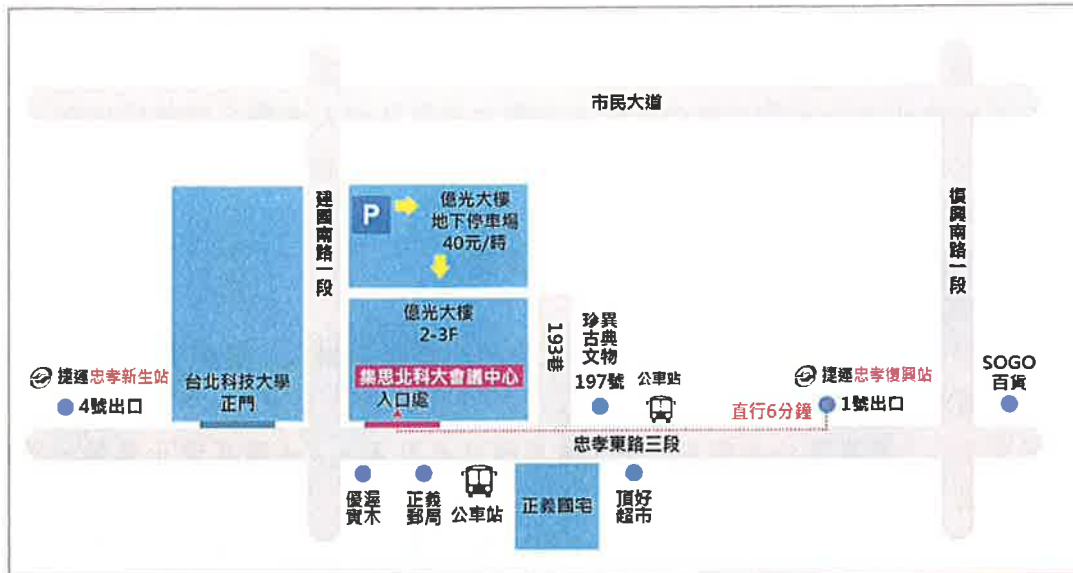 市民大道
建國南路一段
復興南路一段
P
億光大樓
地下停車場
40元/時
億光大樓
2-3F
集思北科大會議中心
入口處
台北科技大學
正門
捷運忠孝新生站
4號出口
193巷
珍異
古典
文物
197號
公車站
捷運忠孝復興站
1號出口
直行6分鐘
SOGO
百貨
忠孝東路三段
優渥
實木
正義
郵局
公車站
正義國宅
頂好
超市